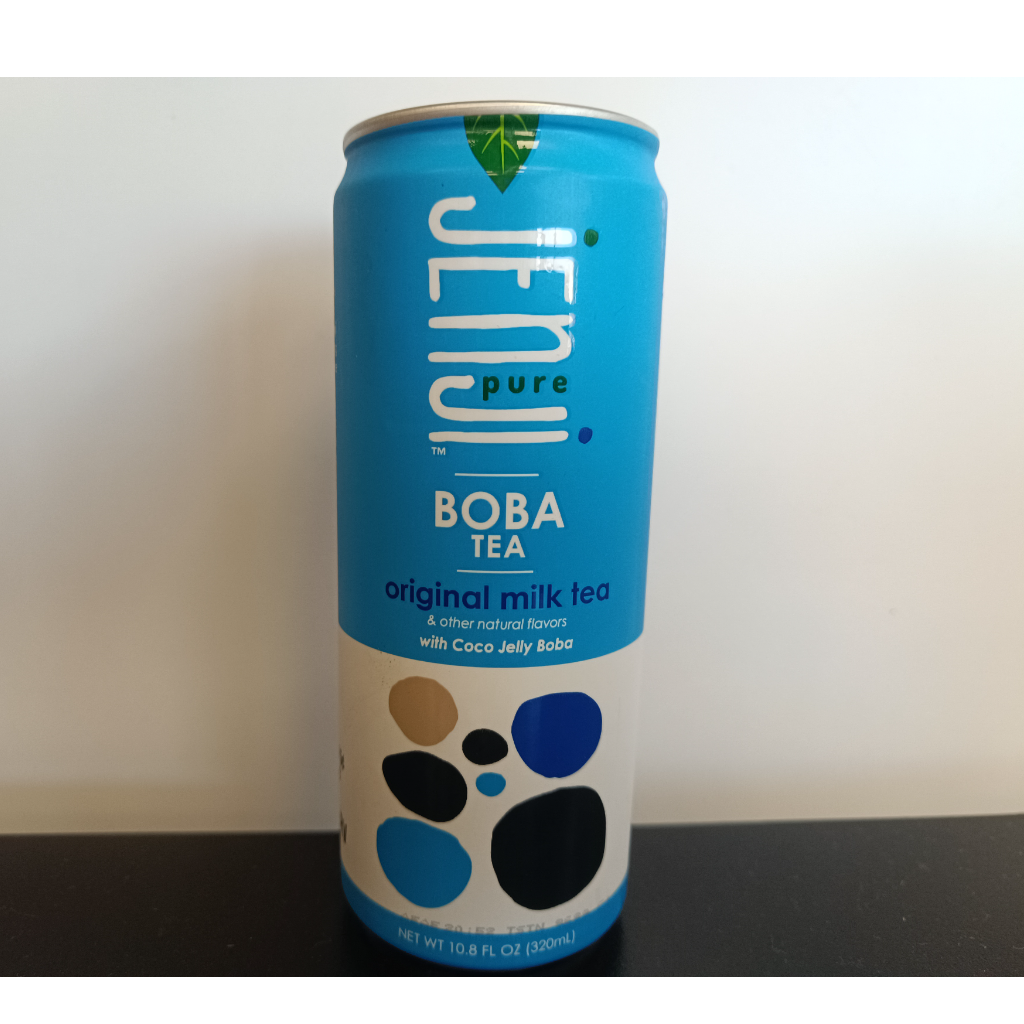 jenji
pure
TM
BOBA
TEA
original milk tea
& other natural flavors
with Coco Jelly Boba
NET WT 10.8 FL OZ (320mL)